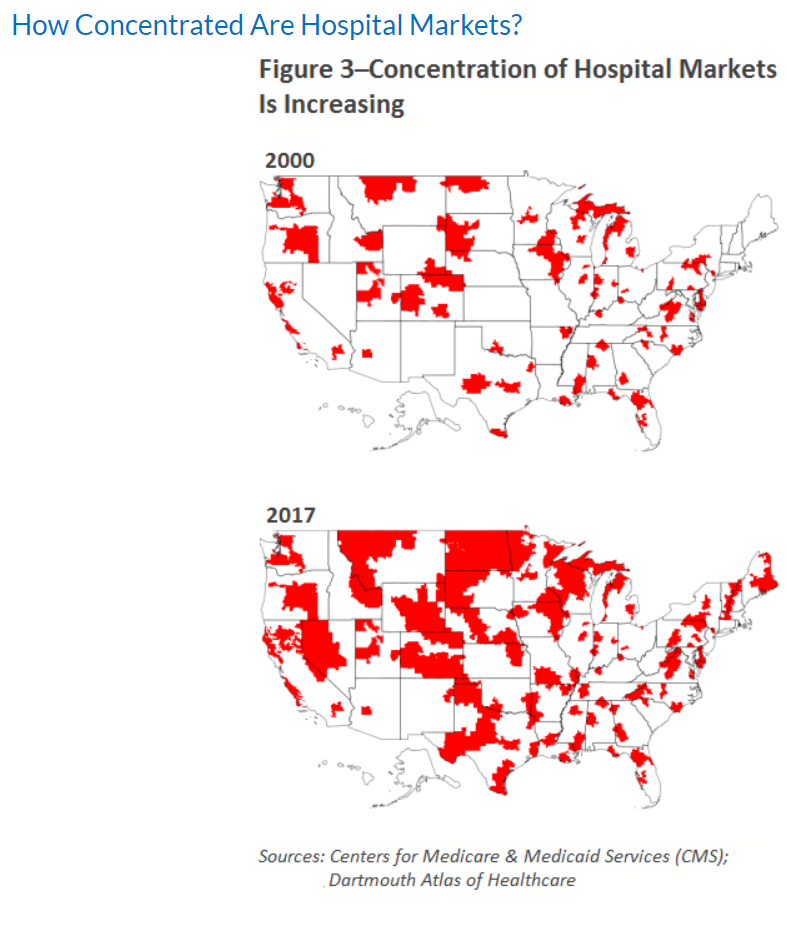 How Concentrated Are Hospital Markets?
Figure 3–Concentration of Hospital Markets
Is Increasing
2000
2017
Sources: Centers for Medicare & Medicaid Services (CMS);
Dartmouth Atlas of Healthcare